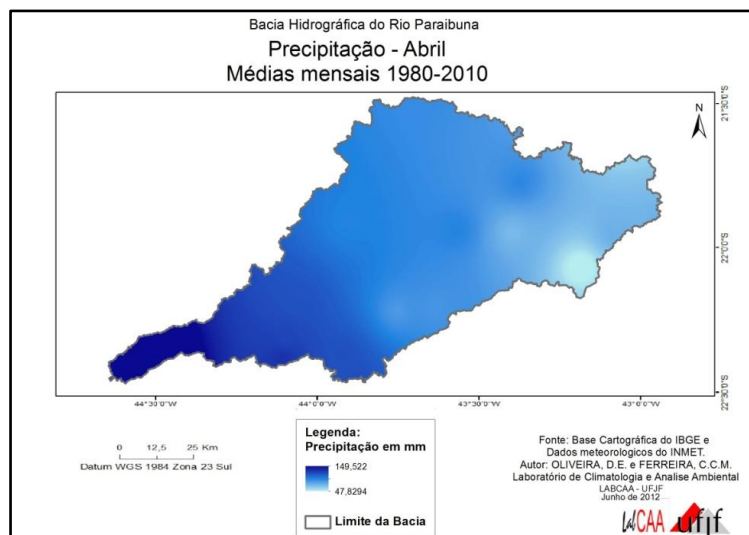 Bacia Hidrográfica do Rio Paraibuna
Precipitação - Abril
Médias mensais 1980-2010
N
21°30'0"S
22°0'0"S
22°30'0"S
44°30'0"W
44°0'0"W
43°30'0"W
43°0'0"W
0 12,5 25 Km
Datum WGS 1984 Zona 23 Sul
Legenda:
Precipitação em mm
149,522
47,8294
Limite da Bacia
Fonte: Base Cartográfica do IBGE e
Dados meteorologicos do INMET.
Autor: OLIVEIRA, D.E. e FERREIRA, C.C.M.
Laboratório de Climatologia e Analise Ambiental
LABCAA - UFJF
Junho de 2012
LabCAA ufjf